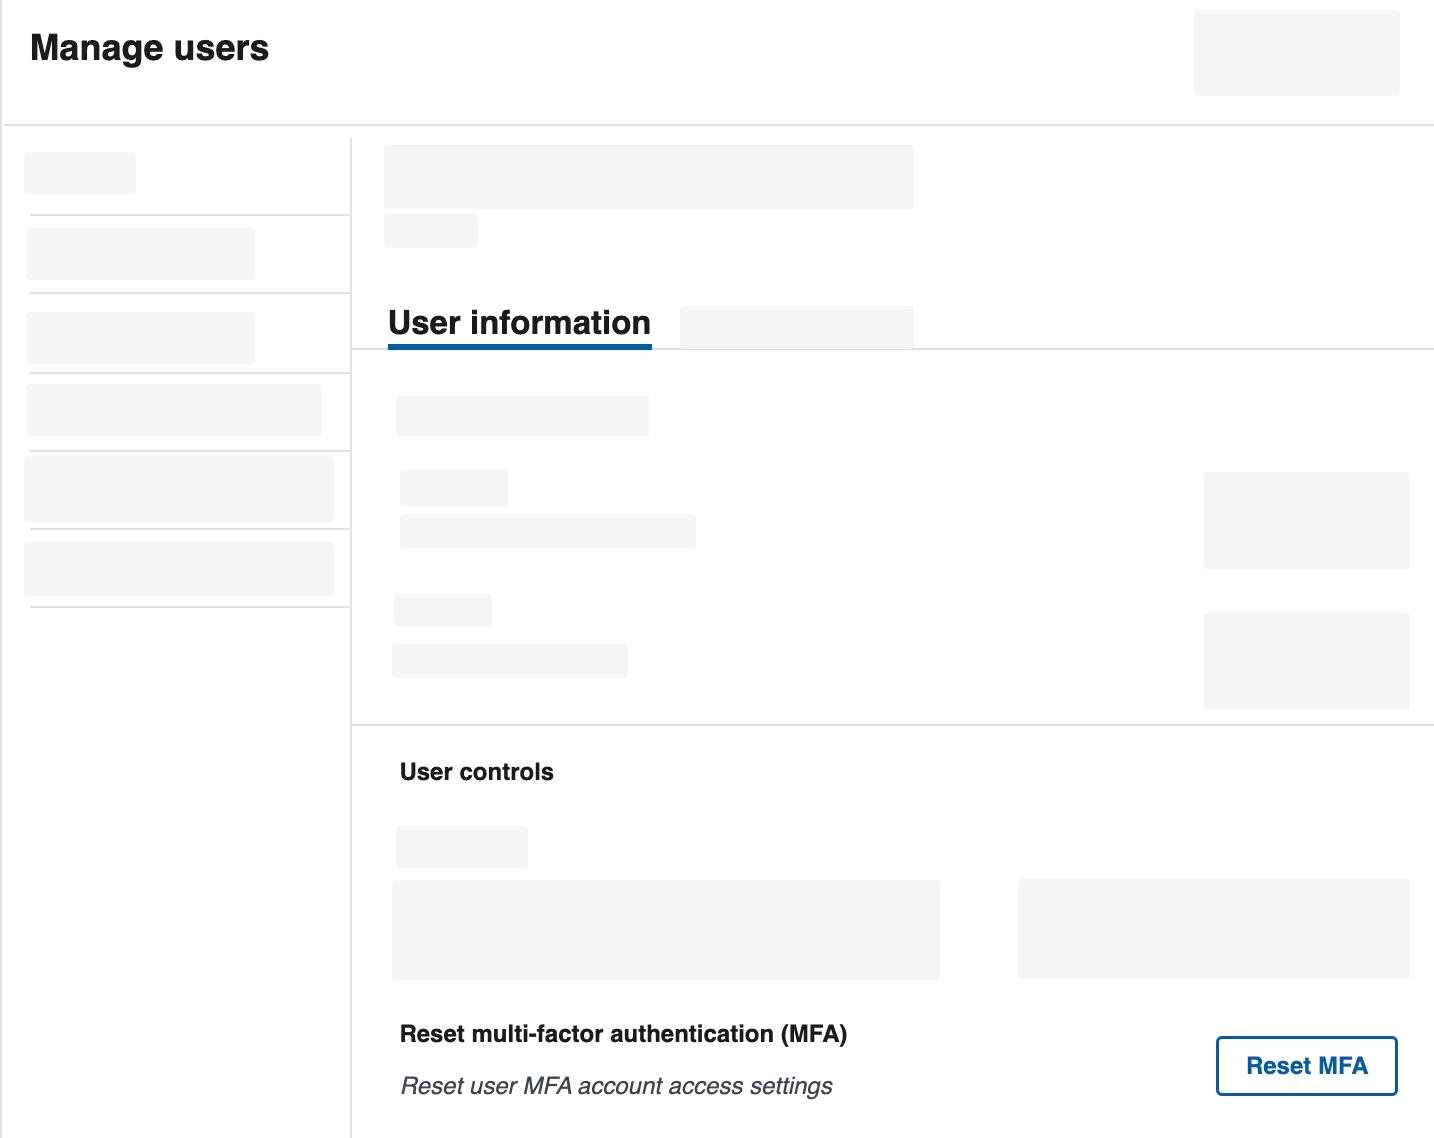 Manage users
User information
User controls
Reset multi-factor authentication (MFA)
Reset user MFA account access settings
Reset MFA